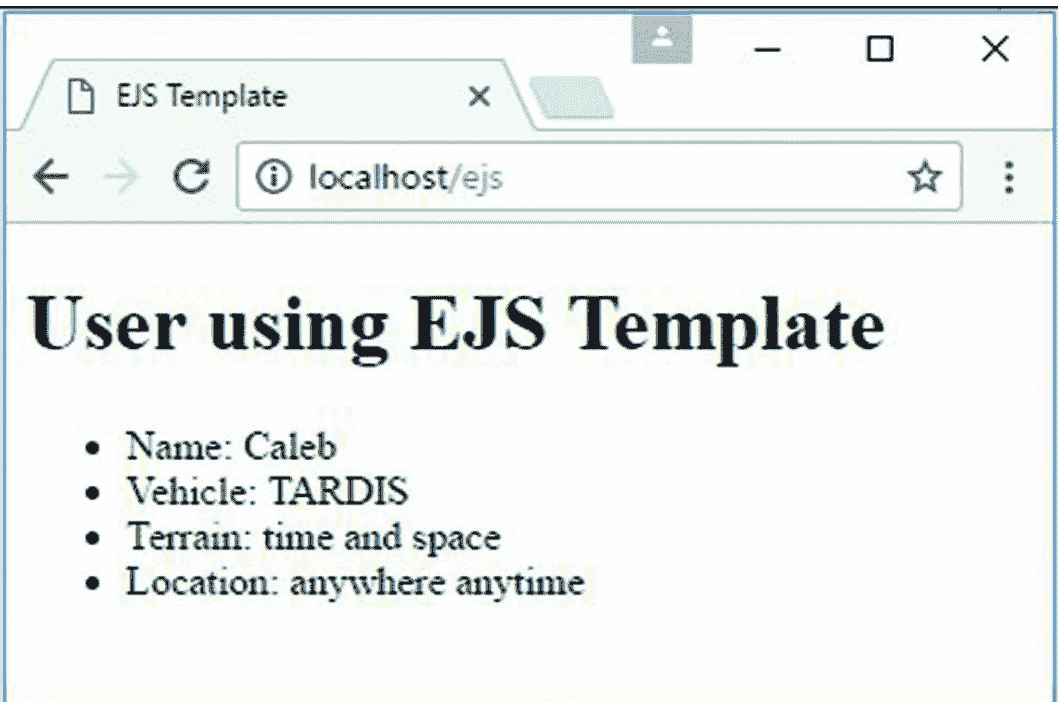 EJS Template
localhost/ejs
User using EJS Template
Name: Caleb
Vehicle: TARDIS
Terrain: time and space
Location: anywhere anytime